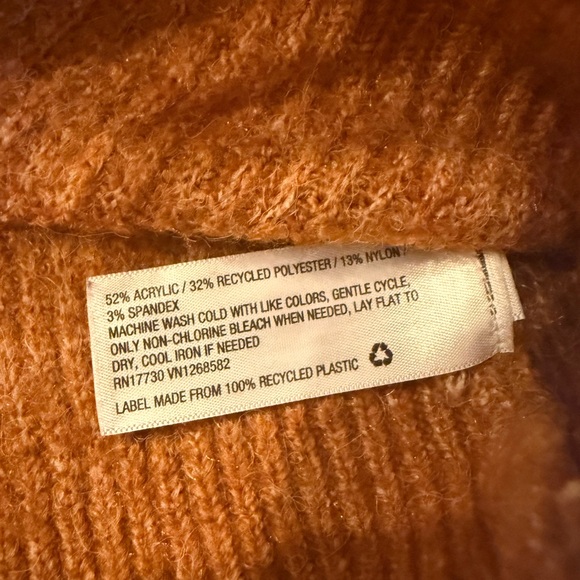 52% ACRYLIC / 32% RECYCLED POLYESTER / 13% NYLON /
3% SPANDEX
MACHINE WASH COLD WITH LIKE COLORS, GENTLE CYCLE,
ONLY NON-CHLORINE BLEACH WHEN NEEDED, LAY FLAT TO
DRY, COOL IRON IF NEEDED
RN17730 VN1268582
LABEL MADE FROM 100% RECYCLED PLASTIC